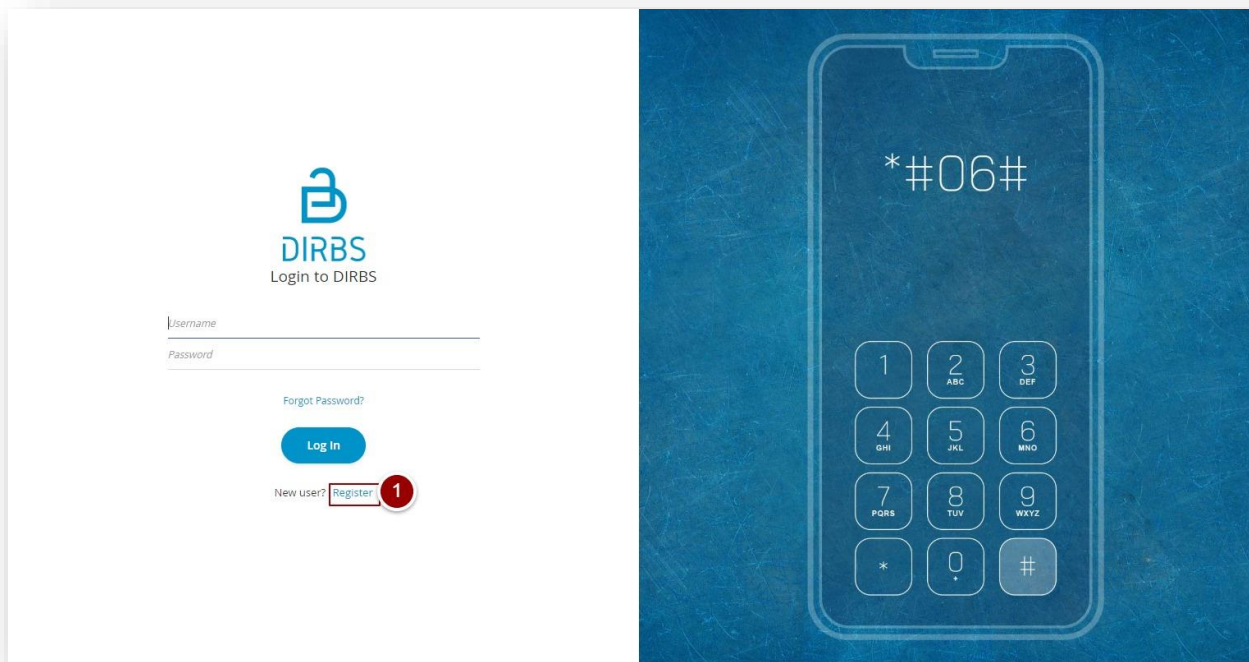 DIRBS
Login to DIRBS
Username
Password
Forgot Password?
Log In
New user? Register 1
*#06#
1 2 3
ABC DEF
4 5 6
GHI JKL MNO
7 8 9
PQRS TUV WXYZ
* 0 #
+